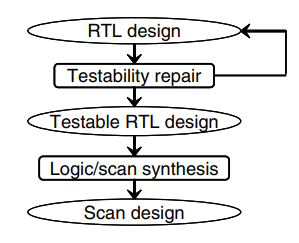 RTL design
Testability repair
Testable RTL design
Logic/scan synthesis
Scan design